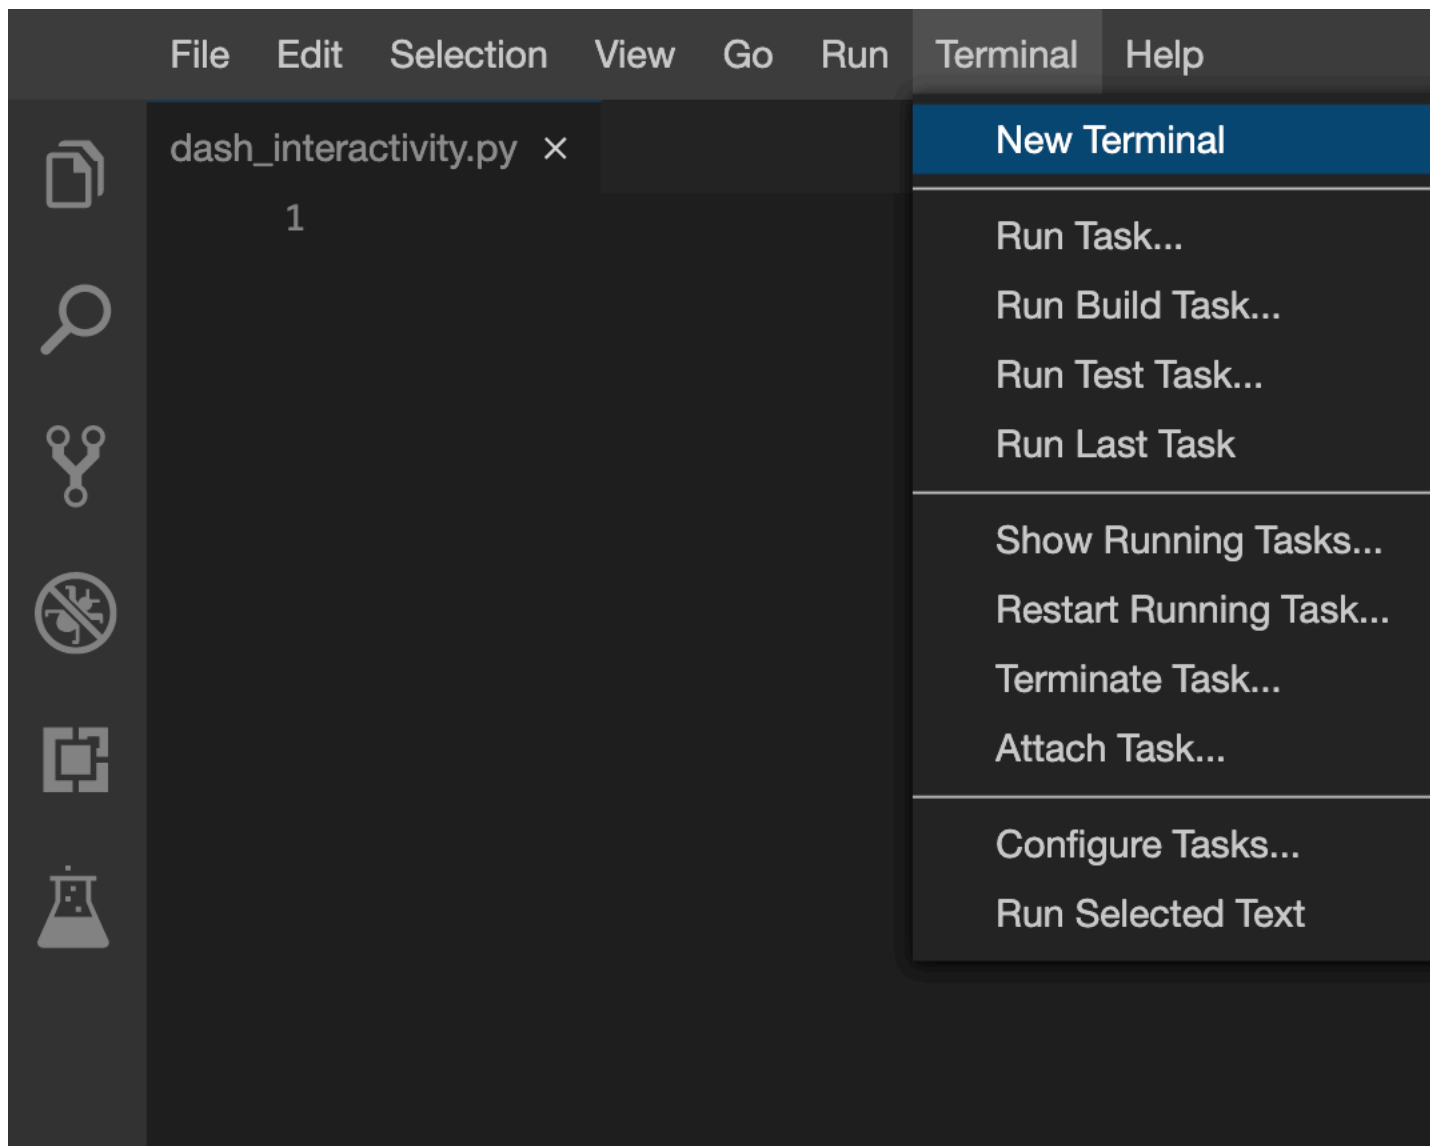 File Edit Selection View Go Run Terminal Help
dash_interactivity.py ×
1
New Terminal
Run Task...
Run Build Task...
Run Test Task...
Run Last Task
Show Running Tasks...
Restart Running Task...
Terminate Task...
Attach Task...
Configure Tasks...
Run Selected Text